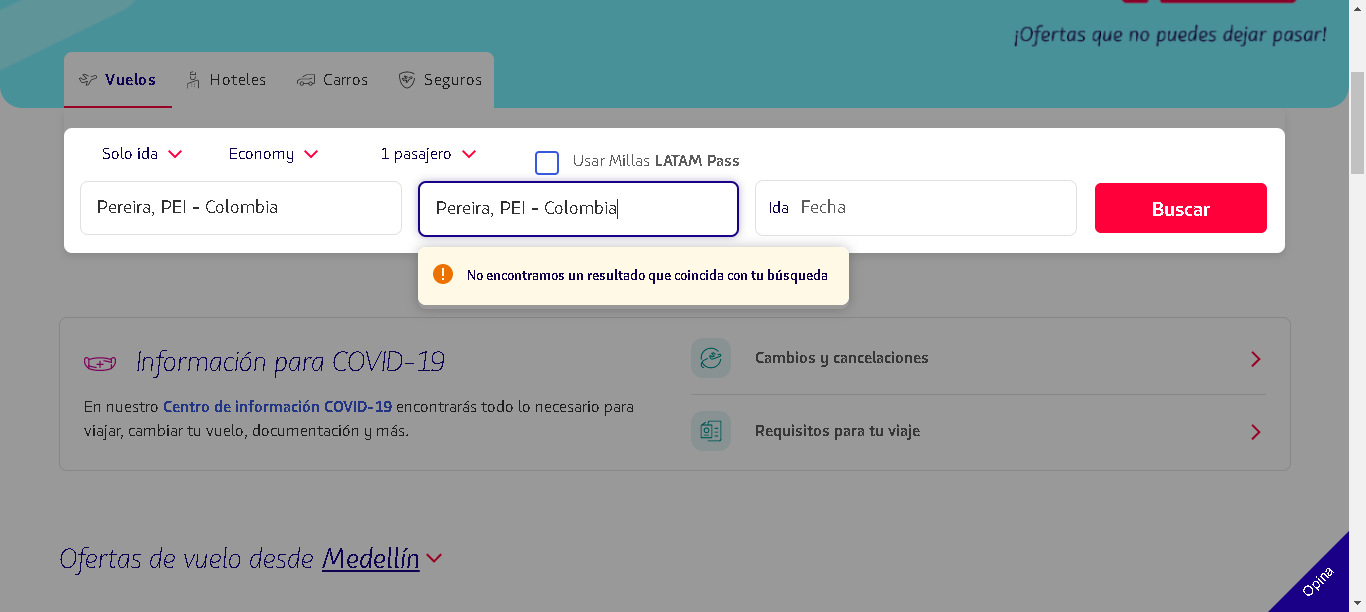 ¡Ofertas que no puedes dejar pasar!
Vuelos Hoteles Carros Seguros
Solo ida Economy 1 pasajero Usar Millas LATAM Pass
Pereira, PEI - Colombia Pereira, PEI - Colombia Ida Fecha Buscar
No encontramos un resultado que coincida con tu búsqueda
Información para COVID-19
En nuestro Centro de información COVID-19 encontrarás todo lo necesario para
viajar, cambiar tu vuelo, documentación y más.
Cambios y cancelaciones
Requisitos para tu viaje
Ofertas de vuelo desde Medellín
Opina